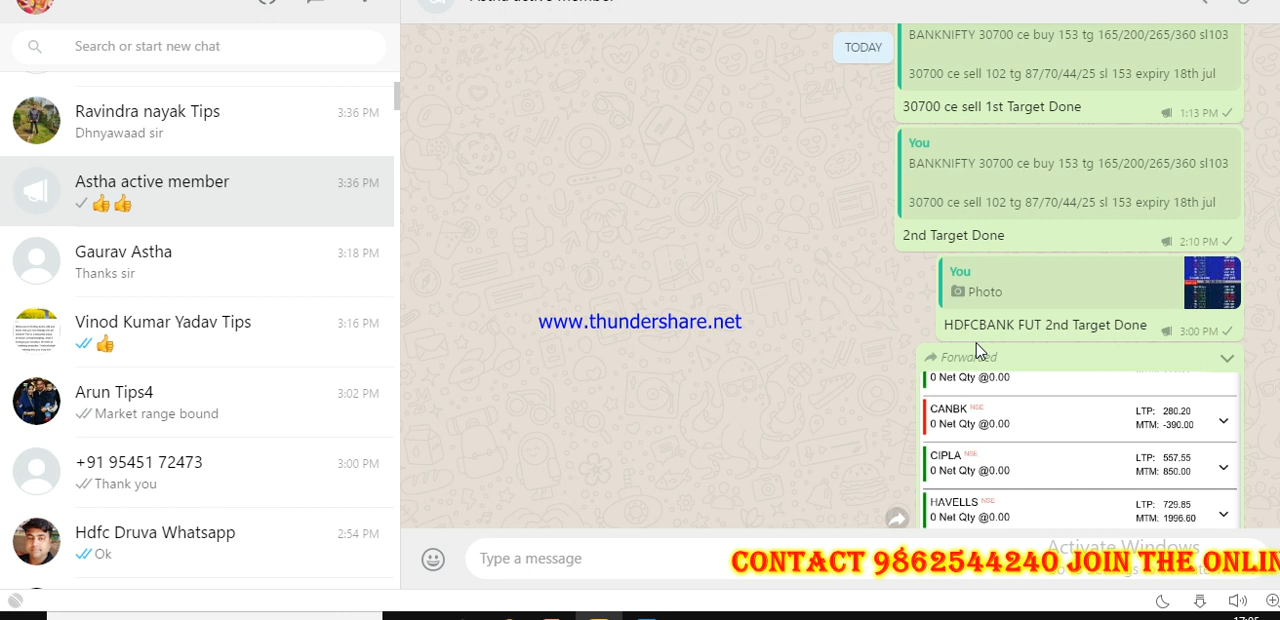 Search or start new chat
Ravindra nayak Tips
3:36 PM
Dhnyawaad sir
Astha active member
3:36 PM
Gaurav Astha
3:18 PM
Thanks sir
Vinod Kumar Yadav Tips
3:16 PM
Arun Tips4
3:02 PM
Market range bound
+91 95451 72473
3:00 PM
Thank you
Hdfc Druva Whatsapp
2:54 PM
Ok
Astha active member
TODAY
BANKNIFTY 30700 ce buy 153 tg 165/200/265/360 sl103
30700 ce sell 102 tg 87/70/44/25 sl 153 expiry 18th jul
30700 ce sell 1st Target Done
1:13 PM
You
BANKNIFTY 30700 ce buy 153 tg 165/200/265/360 sl103
30700 ce sell 102 tg 87/70/44/25 sl 153 expiry 18th jul
2nd Target Done
2:10 PM
You
Photo
HDFCBANK FUT 2nd Target Done
3:00 PM
www.thundershare.net
Forwarded
0 Net Qty @0.00
CANBK NSE
LTP: 280.20
0 Net Qty @0.00
MTM: -390.00
CIPLA NSE
LTP: 557.55
0 Net Qty @0.00
MTM: 850.00
HAVELLS NSE
LTP: 729.85
0 Net Qty @0.00
MTM: 1996.60
Type a message
Activate Windows
CONTACT 9862544240 JOIN THE ONLIN